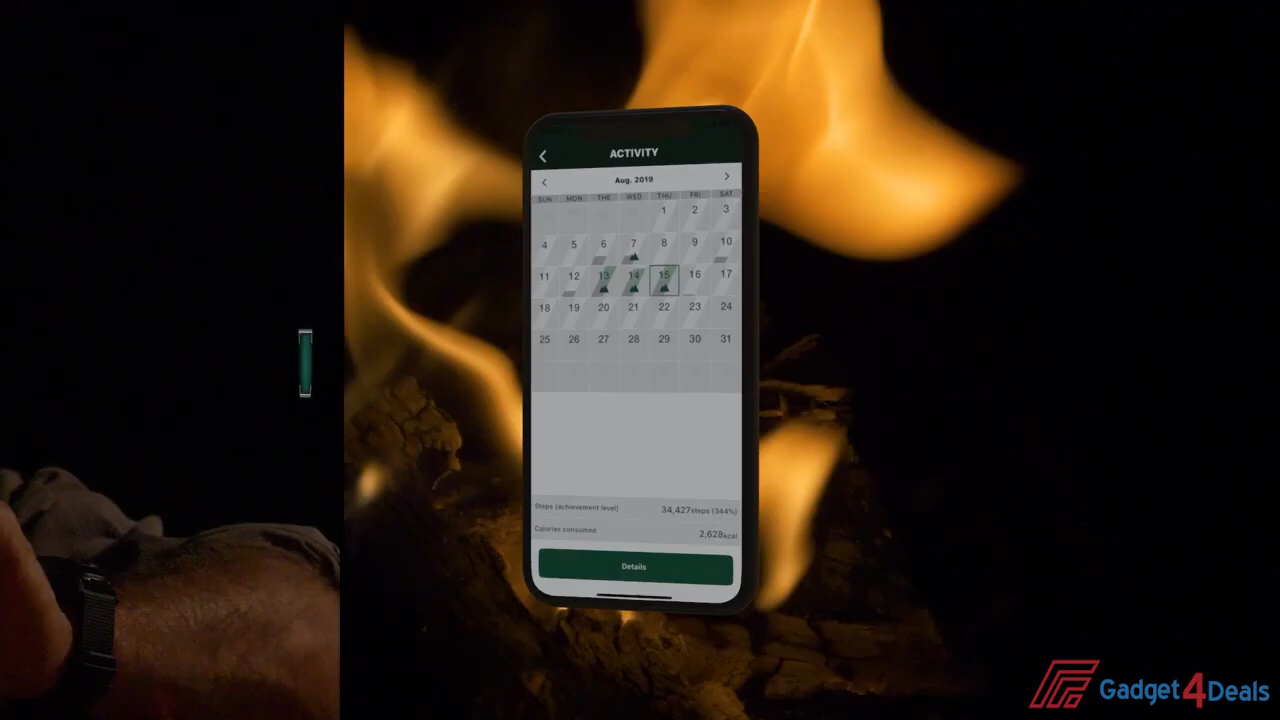 ACTIVITY
Aug. 2019
SUN MON THE WED THU FRI SAT
1 2 3
4 5 6 7 8 9 10
11 12 13 14 15 16 17
18 19 20 21 22 23 24
25 26 27 28 29 30 31
Steps (achievement level) 34,427steps (344%)
Calories consumed 2,628kcal
Details
Gadget4Deals